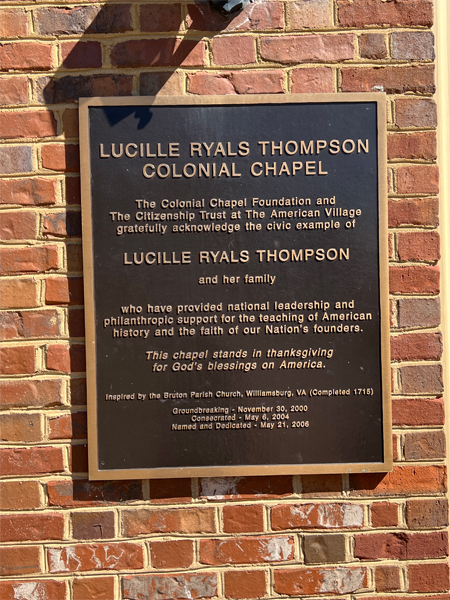 LUCILLE RYALS THOMPSON
COLONIAL CHAPEL
The Colonial Chapel Foundation and
The Citizenship Trust at The American Village
gratefully acknowledge the civic example of
LUCILLE RYALS THOMPSON
and her family
who have provided national leadership and
philanthropic support for the teaching of American
history and the faith of our Nation's founders.
This chapel stands in thanksgiving
for God's blessings on America.
Inspired by the Bruton Parish Church, Williamsburg, VA (Completed 1715)
Groundbreaking - November 30, 2000
Consecrated - May 6, 2004
Named and Dedicated - May 21, 2006